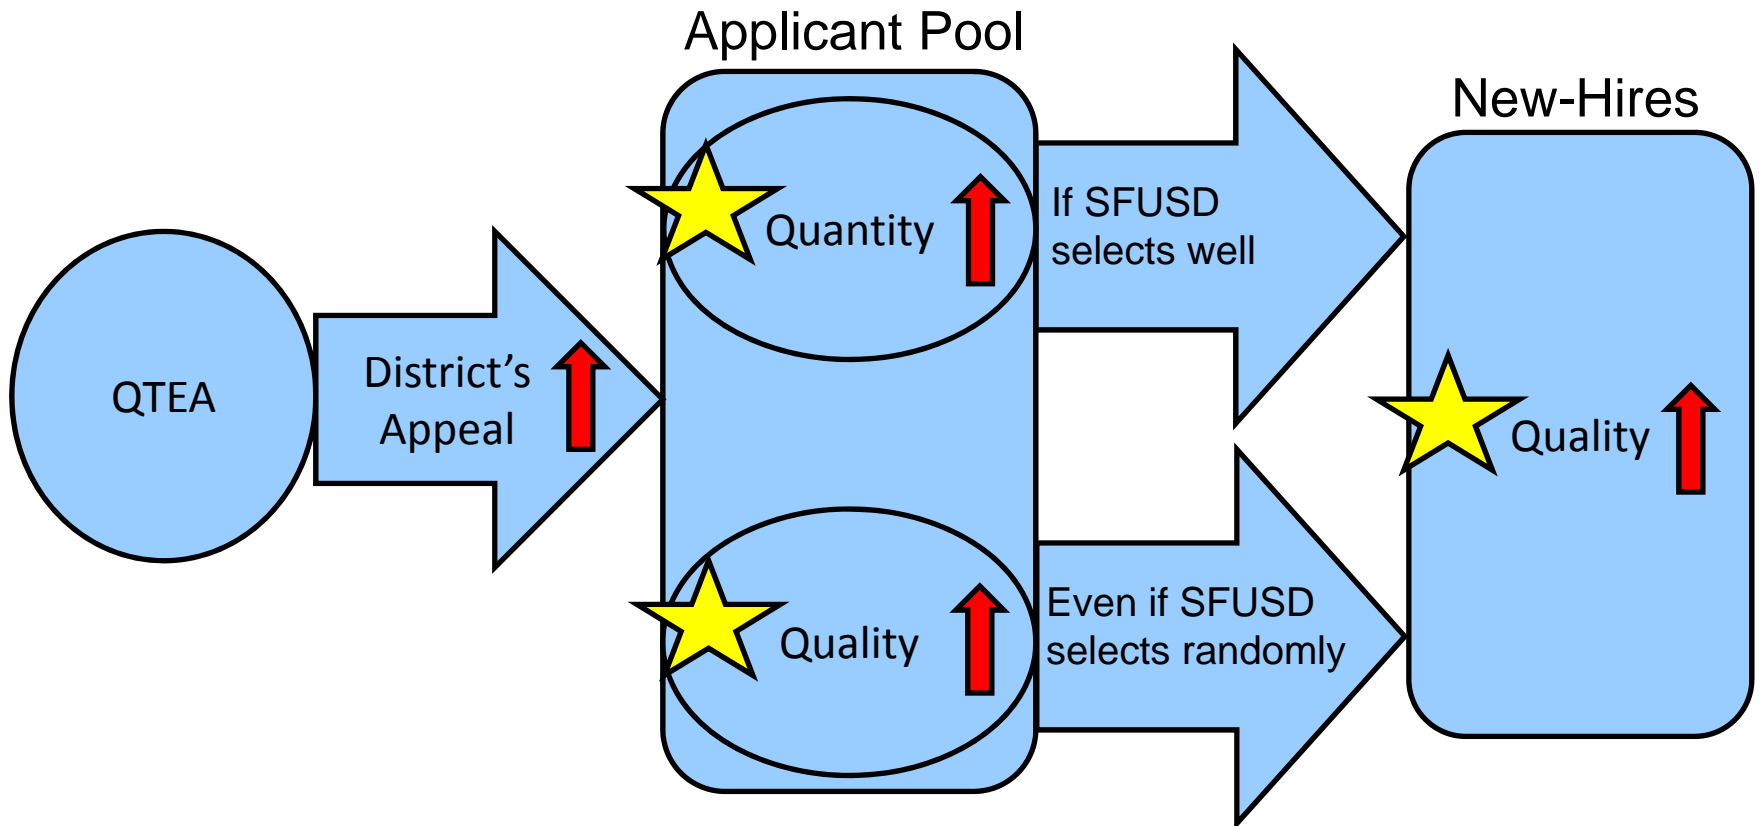 Applicant Pool
New-Hires
QTEA
District’s
Appeal
Quantity
Quality
If SFUSD
selects well
Even if SFUSD
selects randomly
Quality